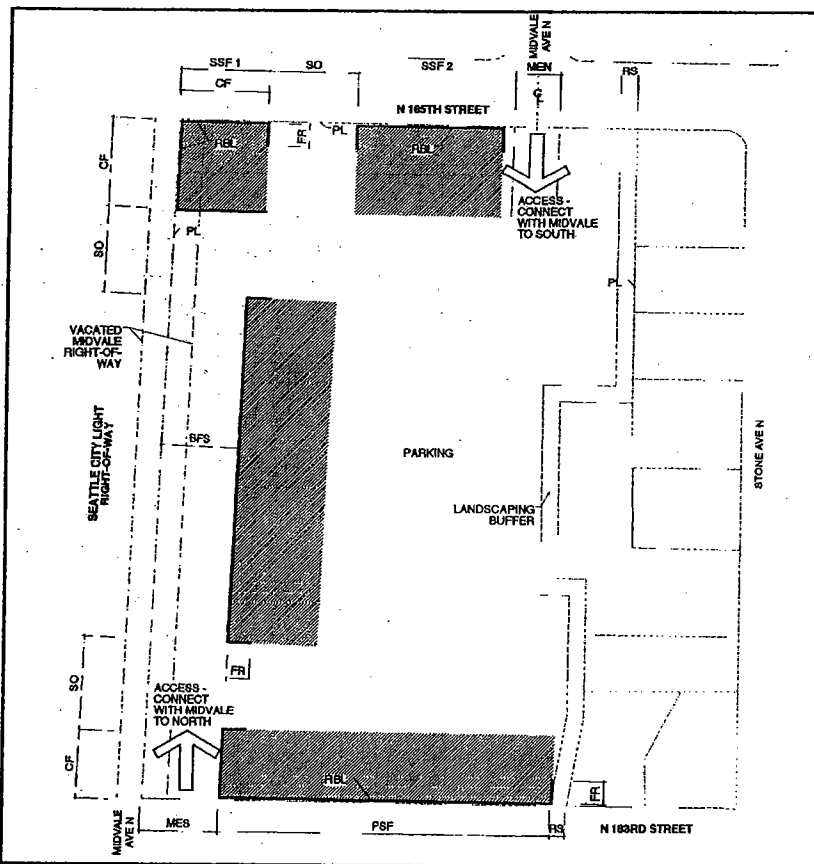 SSF 1
SO
SSF 2
MIDVALE
AVE N
MEN
RS
CF
C
L
N 165TH STREET
PL
FR
RBL
RBL
CF
ACCESS -
CONNECT
WITH MIDVALE
TO SOUTH
PL
SO
PL
VACATED
MIDVALE
RIGHT-OF-
WAY
SEATTLE CITY LIGHT
RIGHT-OF-WAY
BFS
PARKING
STONE AVE N
LANDSCAPING
BUFFER
SO
FR
ACCESS -
CONNECT
WITH MIDVALE
TO NORTH
CF
RBL
FR
MIDVALE
AVE N
MES
PSF
RS
N 183RD STREET